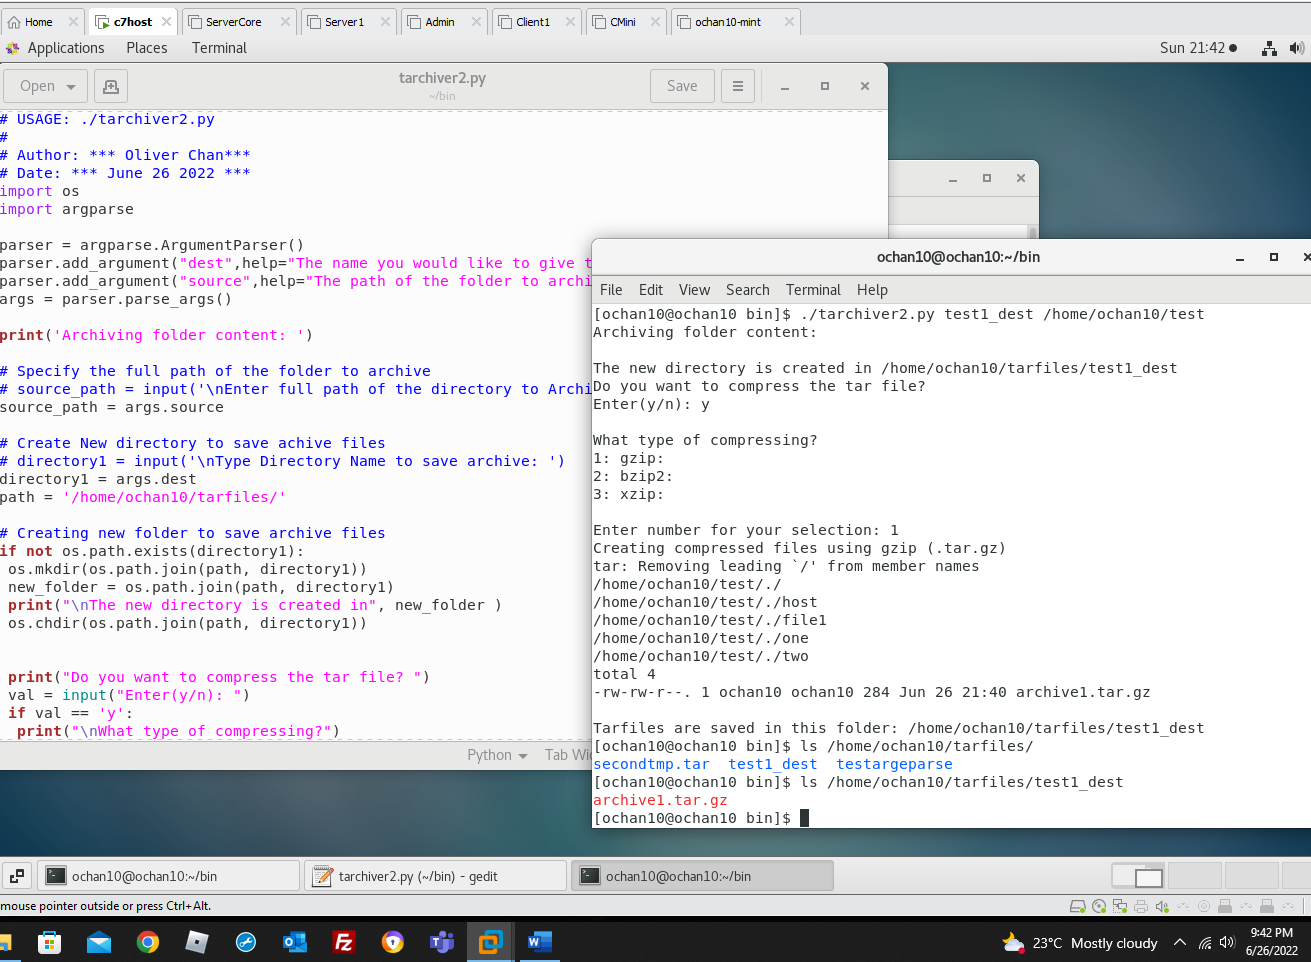 Home
c7host
ServerCore
Server1
Admin
Client1
CMini
ochan10-mint
Applications Places Terminal
Sun 21:42
Open
tarchiver2.py
~/bin
Save
# USAGE: ./tarchiver2.py
#
# Author: *** Oliver Chan***
# Date: *** June 26 2022 ***
import os
import argparse
parser = argparse.ArgumentParser()
parser.add_argument("dest",help="The name you would like to give
parser.add_argument("source",help="The path of the folder to
args = parser.parse_args()
print('Archiving folder content: ')
# Specify the full path of the folder to archive
# source_path = input('\nEnter full path of the directory to
source_path = args.source
# Create New directory to save achive files
# directory1 = input('\nType Directory Name to save archive: ')
directory1 = args.dest
path = '/home/ochan10/tarfiles/'
# Creating new folder to save archive files
if not os.path.exists(directory1):
os.mkdir(os.path.join(path, directory1))
new_folder = os.path.join(path, directory1)
print("\nThe new directory is created in", new_folder )
os.chdir(os.path.join(path, directory1))
print("Do you want to compress the tar file? ")
val = input("Enter(y/n): ")
if val == 'y':
print("\nWhat type of compressing?")
Python Tab
ochan10@ochan10:~/bin
File Edit View Search Terminal Help
[ochan10@ochan10 bin]$ ./tarchiver2.py test1_dest /home/ochan10/test
Archiving folder content:
The new directory is created in /home/ochan10/tarfiles/test1_dest
Do you want to compress the tar file?
Enter(y/n): y
What type of compressing?
1: gzip:
2: bzip2:
3: xzip:
Enter number for your selection: 1
Creating compressed files using gzip (.tar.gz)
tar: Removing leading `/' from member names
/home/ochan10/test/./
/home/ochan10/test/./host
/home/ochan10/test/./file1
/home/ochan10/test/./one
/home/ochan10/test/./two
total 4
-rw-rw-r--. 1 ochan10 ochan10 284 Jun 26 21:40 archive1.tar.gz
Tarfiles are saved in this folder: /home/ochan10/tarfiles/test1_dest
[ochan10@ochan10 bin]$ ls /home/ochan10/tarfiles/
secondtmp.tar test1_dest testargeparse
[ochan10@ochan10 bin]$ ls /home/ochan10/tarfiles/test1_dest
archive1.tar.gz
[ochan10@ochan10 bin]$
ochan10@ochan10:~/bin
tarchiver2.py (~/bin) - gedit
ochan10@ochan10:~/bin
mouse pointer outside or press Ctrl+Alt.
23°C Mostly cloudy
9:42 PM
6/26/2022